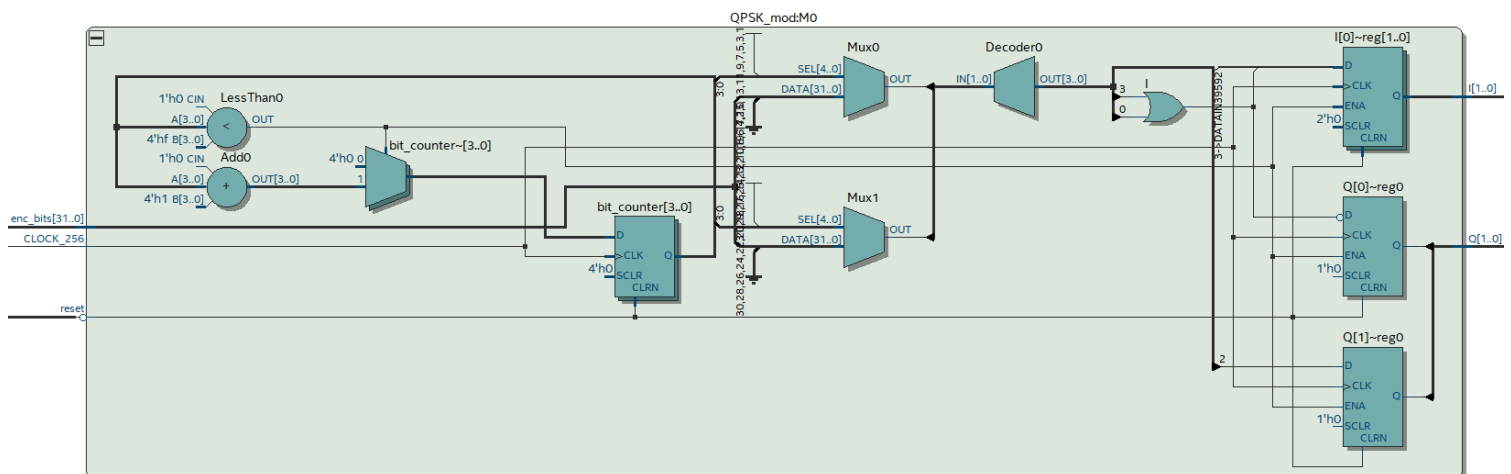 QPSK_mod:M0
LessThan0
1'h0 CIN
A[3..0]
4'hf B[3..0]
<
OUT
Add0
1'h0 CIN
A[3..0]
4'h1 B[3..0]
+
OUT[3..0]
bit_counter~[3..0]
4'h0 0
1
bit_counter[3..0]
D
CLK
4'h0
SCLR
CLRN
Q
enc_bits[31..0]
CLOCK_256
reset
3:0
3:0
Mux0
SEL[4..0]
DATA[31..0]
OUT
Mux1
SEL[4..0]
DATA[31..0]
OUT
Decoder0
IN[1..0]
OUT[3..0]
3
0
I
2
3->DATAIN39592
I[0]~reg[1..0]
D
CLK
ENA
2'h0
SCLR
CLRN
Q
I[1..0]
Q[0]~reg0
D
CLK
ENA
1'h0
SCLR
CLRN
Q
Q[1..0]
Q[1]~reg0
D
CLK
ENA
1'h0
SCLR
CLRN
Q